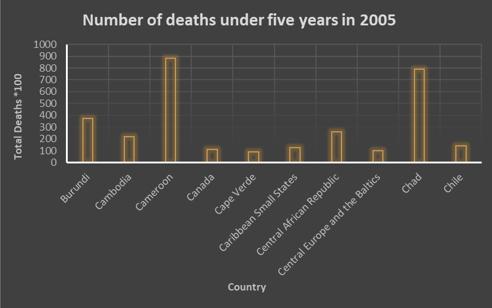 Number of deaths under five years in 2005
Total Deaths *100
1000
900
800
700
600
500
400
300
200
100
0
Burundi
Cambodia
Cameroon
Canada
Cape Verde
Caribbean Small States
Central African Republic
Central Europe and the Baltics
Chad
Chile
Country